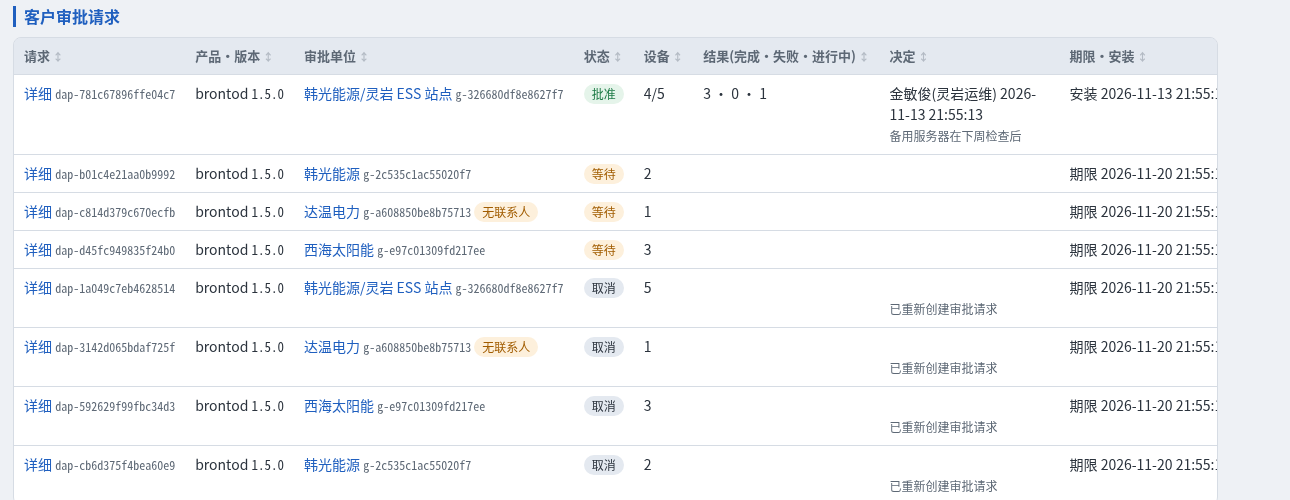 客户审批请求
请求 ↕ 产品・版本 ↕ 审批单位 ↕ 状态 ↕ 设备 ↕ 结果(完成・失败・进行中) ↕ 决定 ↕ 期限・安装 ↕
详细 dap-781c67896ffe04c7 brontod 1.5.0 韩光能源/灵岩 ESS 站点 g-326680df8e8627f7 批准 4/5 3 • 0 • 1 金敏俊(灵岩运维) 2026-11-13 21:55:13 安装 2026-11-13 21:55:
备用服务器在下周检查后
详细 dap-b01c4e21aa0b9992 brontod 1.5.0 韩光能源 g-2c535c1ac55020f7 等待 2 期限 2026-11-20 21:55:
详细 dap-c814d379c670ecfb brontod 1.5.0 达温电力 g-a608850be8b75713 无联系人 等待 1 期限 2026-11-20 21:55:
详细 dap-d45fc949835f24b0 brontod 1.5.0 西海太阳能 g-e97c01309fd217ee 等待 3 期限 2026-11-20 21:55:
详细 dap-1a049c7eb4628514 brontod 1.5.0 韩光能源/灵岩 ESS 站点 g-326680df8e8627f7 取消 5 期限 2026-11-20 21:55:
已重新创建审批请求
详细 dap-3142d065bdaf725f brontod 1.5.0 达温电力 g-a608850be8b75713 无联系人 取消 1 期限 2026-11-20 21:55:
已重新创建审批请求
详细 dap-592629f99fbc34d3 brontod 1.5.0 西海太阳能 g-e97c01309fd217ee 取消 3 期限 2026-11-20 21:55:
已重新创建审批请求
详细 dap-cb6d375f4bea60e9 brontod 1.5.0 韩光能源 g-2c535c1ac55020f7 取消 2 期限 2026-11-20 21:55:
已重新创建审批请求